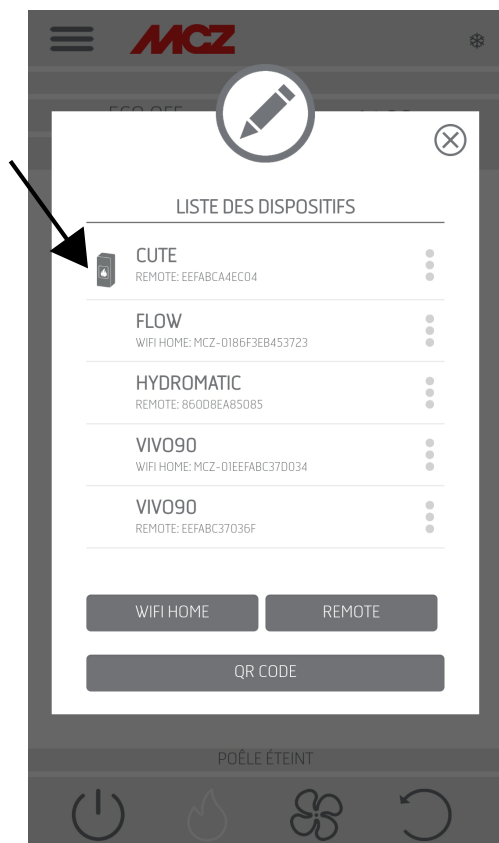 MCZ
LISTE DES DISPOSITIFS
CUTE
REMOTE: EEFABCA4EC04
FLOW
WIFI HOME: MCZ-0186F3EB453723
HYDROMATIC
REMOTE: 860D8EA85085
VIVO90
WIFI HOME: MCZ-01EEFABC37D034
VIVO90
REMOTE: EEFABC37036F
WIFI HOME
REMOTE
QR CODE
POÊLE ÉTEINT